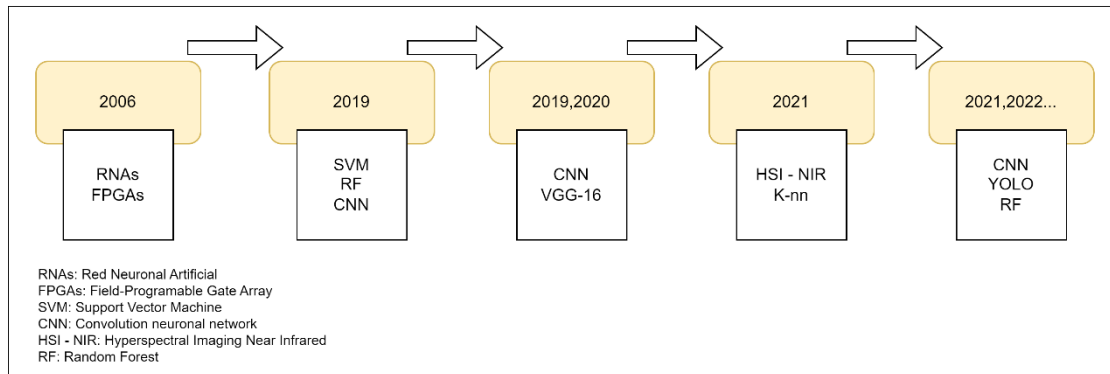 2006
RNAs
FPGAs
2019
SVM
RF
CNN
2019,2020
CNN
VGG-16
2021
HSI - NIR
K-nn
2021,2022...
CNN
YOLO
RF
RNAs: Red Neuronal Artificial
FPGAs: Field-Programable Gate Array
SVM: Support Vector Machine
CNN: Convolution neuronal network
HSI - NIR: Hyperspectral Imaging Near Infrared
RF: Random Forest